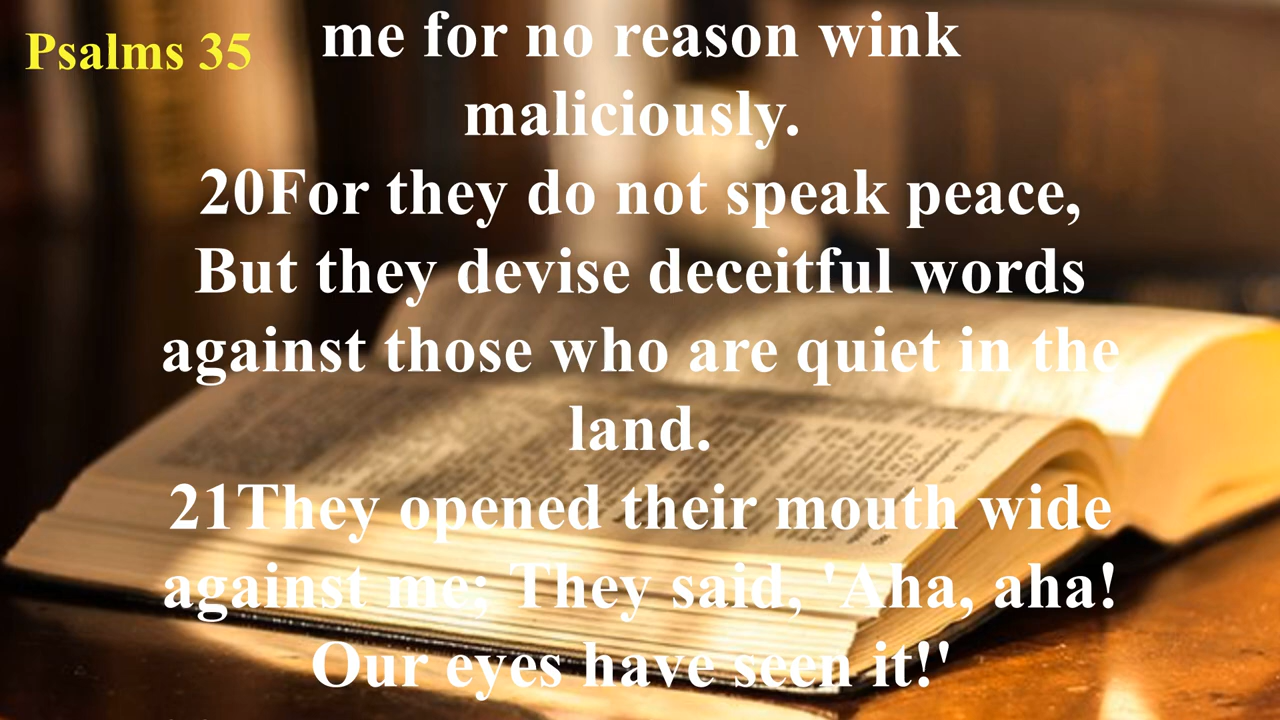 Psalms 35
me for no reason wink
maliciously.
20For they do not speak peace,
But they devise deceitful words
against those who are quiet in the
land.
21They opened their mouth wide
against me; They said, 'Aha, aha!
Our eyes have seen it!'